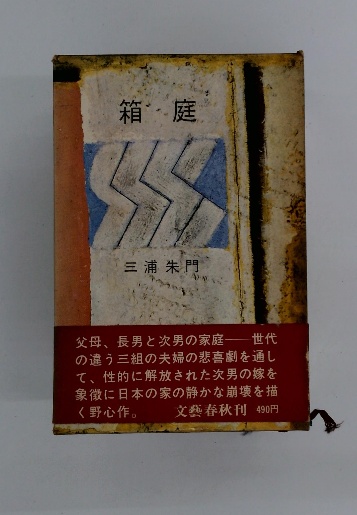 箱庭
三浦朱門
父母、長男と次男の家庭――世代
の違う三組の夫婦の悲喜劇を通し
て、性的に解放された次男の嫁を
象徴に日本の家の静かな崩壊を描
く野心作。 文藝春秋刊 490円